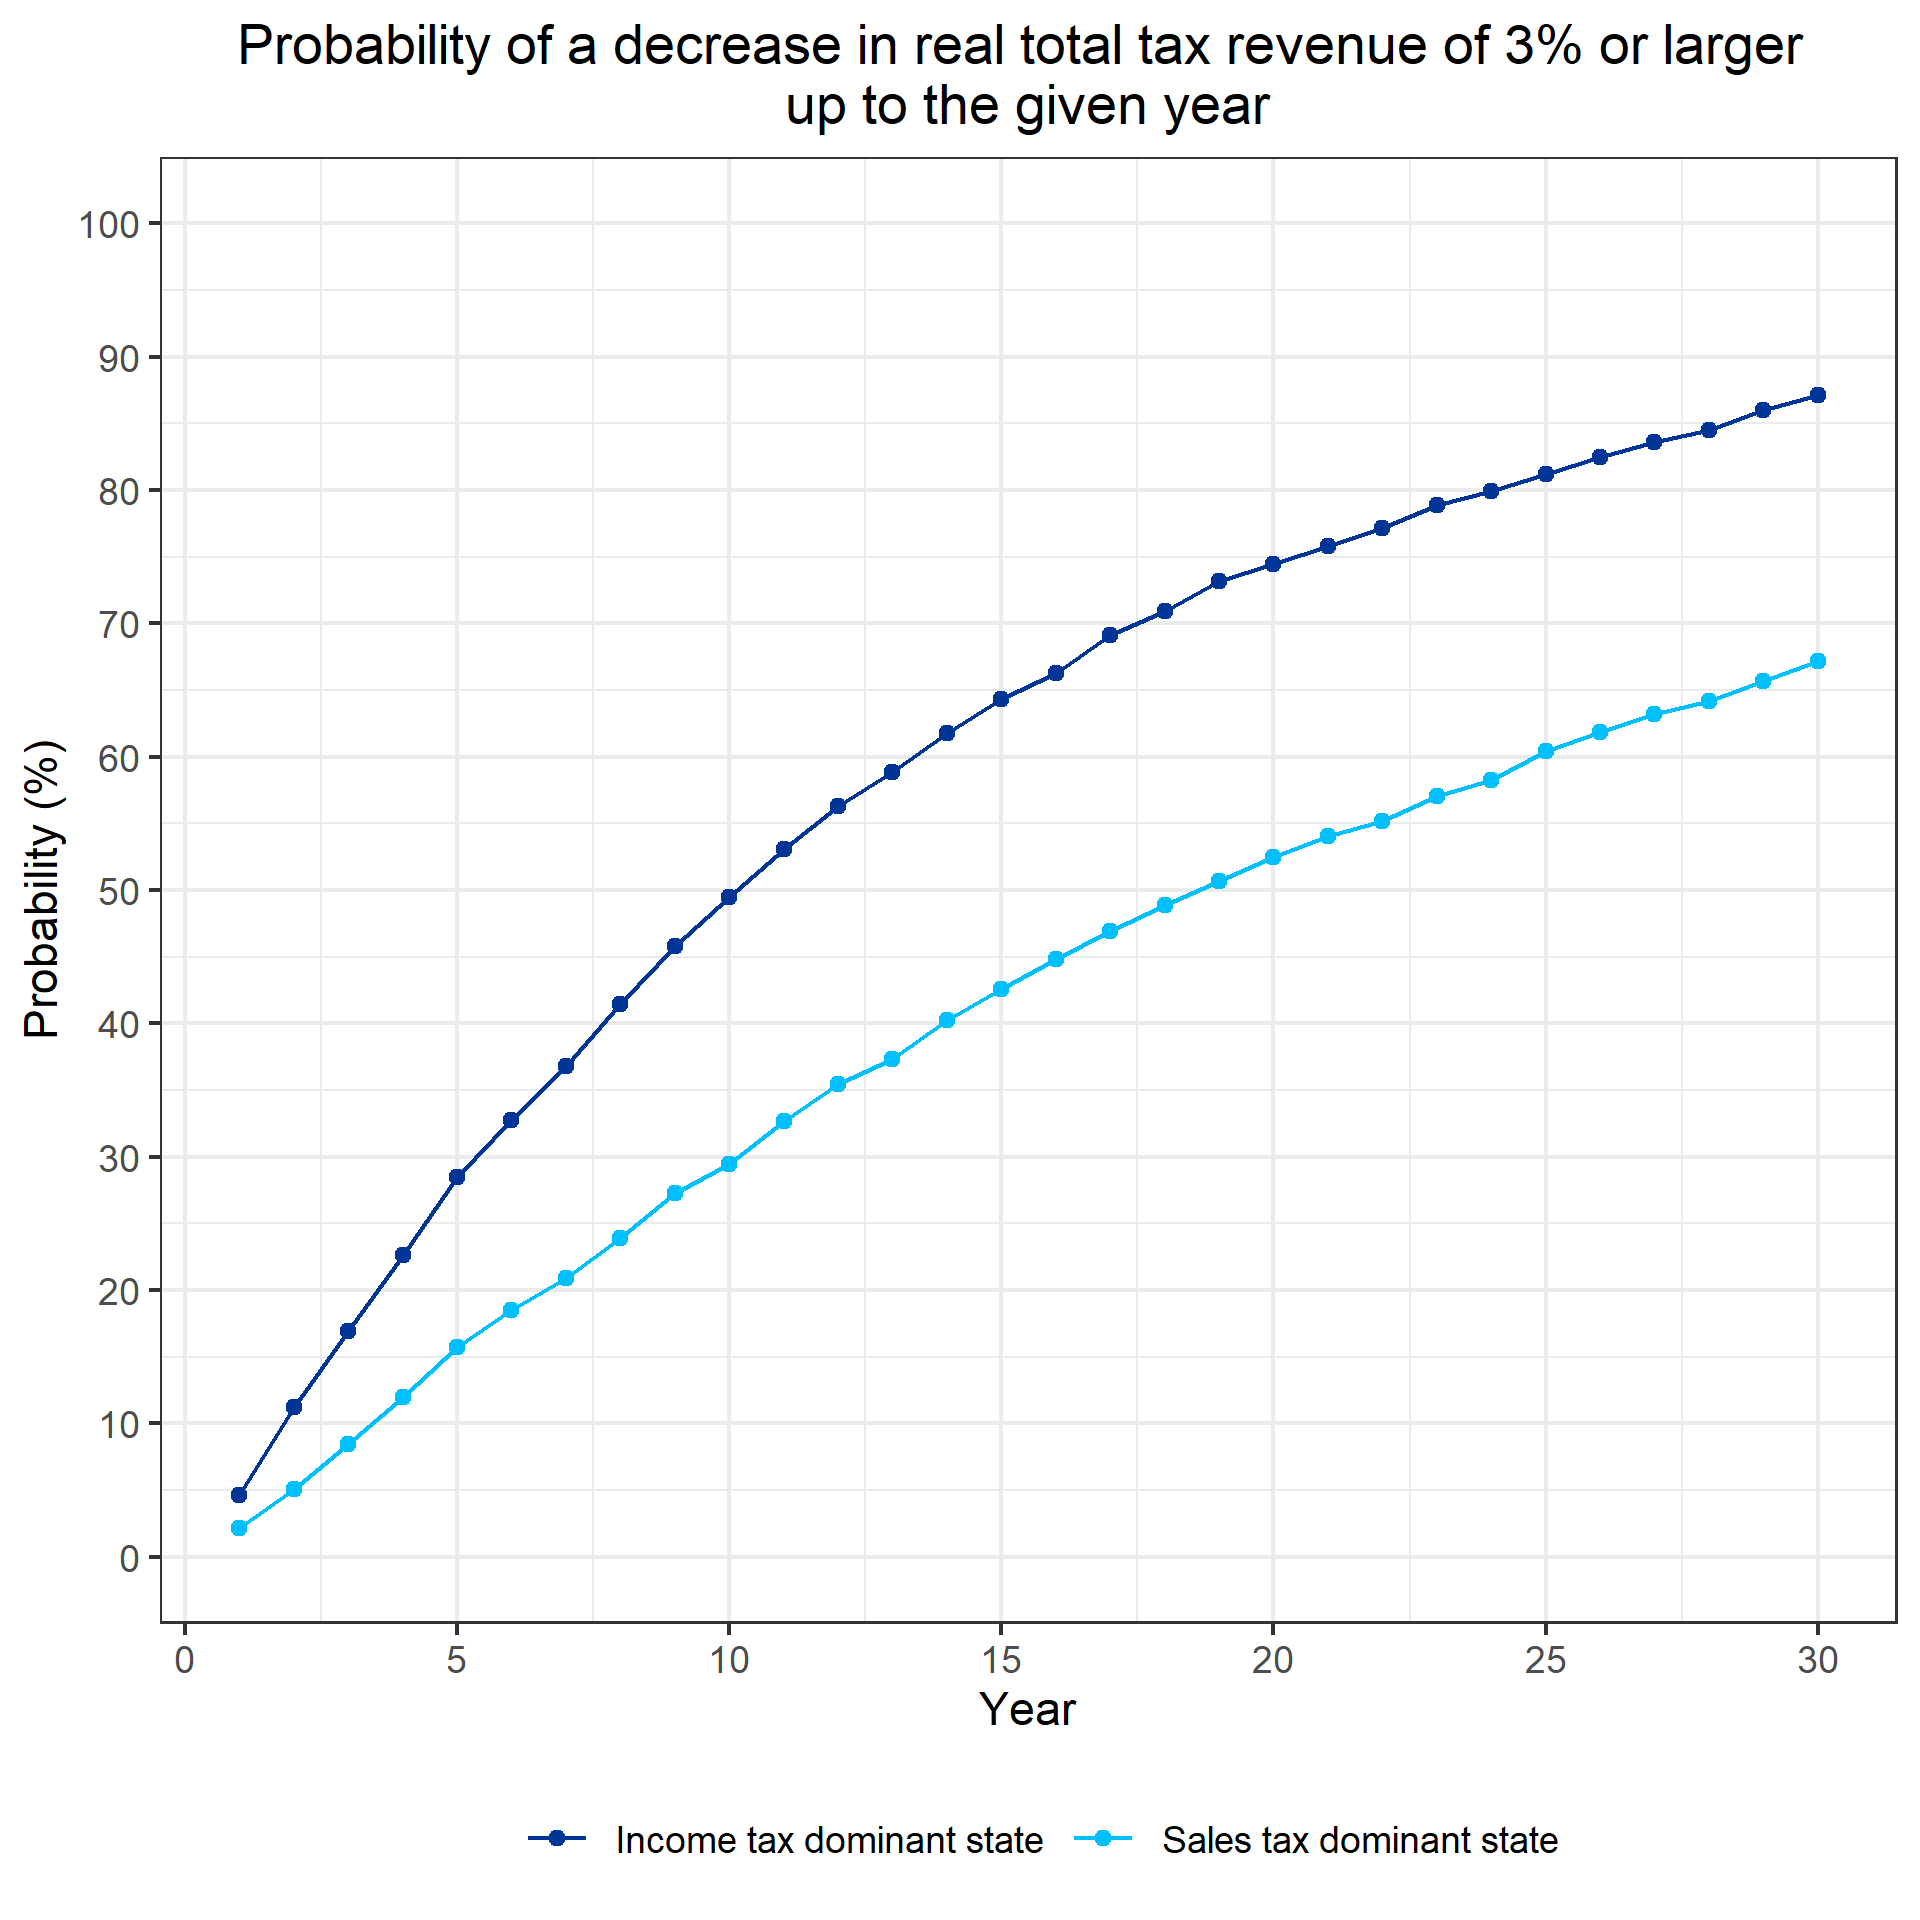 Probability of a decrease in real total tax revenue of 3% or larger
up to the given year
100
90
80
70
60
50
40
30
20
10
0
Probability (%)
0 5 10 15 20 25 30
Year
Income tax dominant state Sales tax dominant state